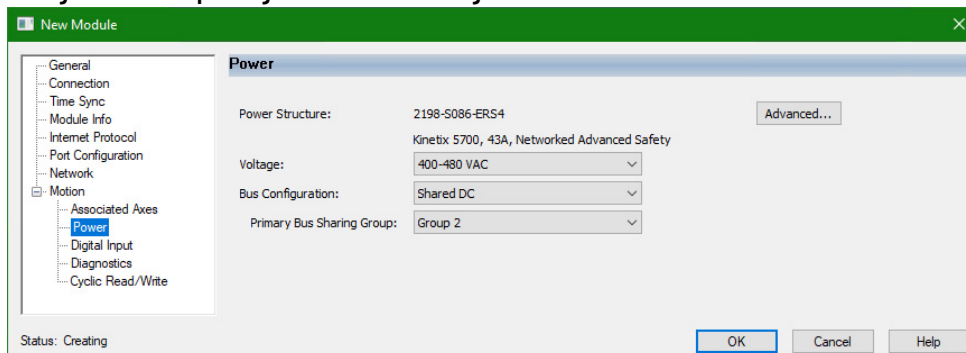 New Module
General
Connection
Time Sync
Module Info
Internet Protocol
Port Configuration
Network
Motion
Associated Axes
Power
Digital Input
Diagnostics
Cyclic Read/Write
Power
Power Structure: 2198-S086-ERS4 Advanced...
Kinetix 5700, 43A, Networked Advanced Safety
Voltage: 400-480 VAC
Bus Configuration: Shared DC
Primary Bus Sharing Group: Group 2
Status: Creating OK Cancel Help